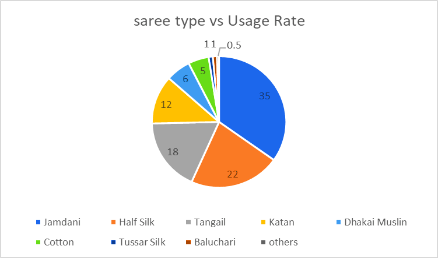 saree type vs Usage Rate
1 1 0.5
5
6
35
12
18
22
Jamdani Half Silk Tangail Katan Dhakai Muslin
Cotton Tussar Silk Baluchari others